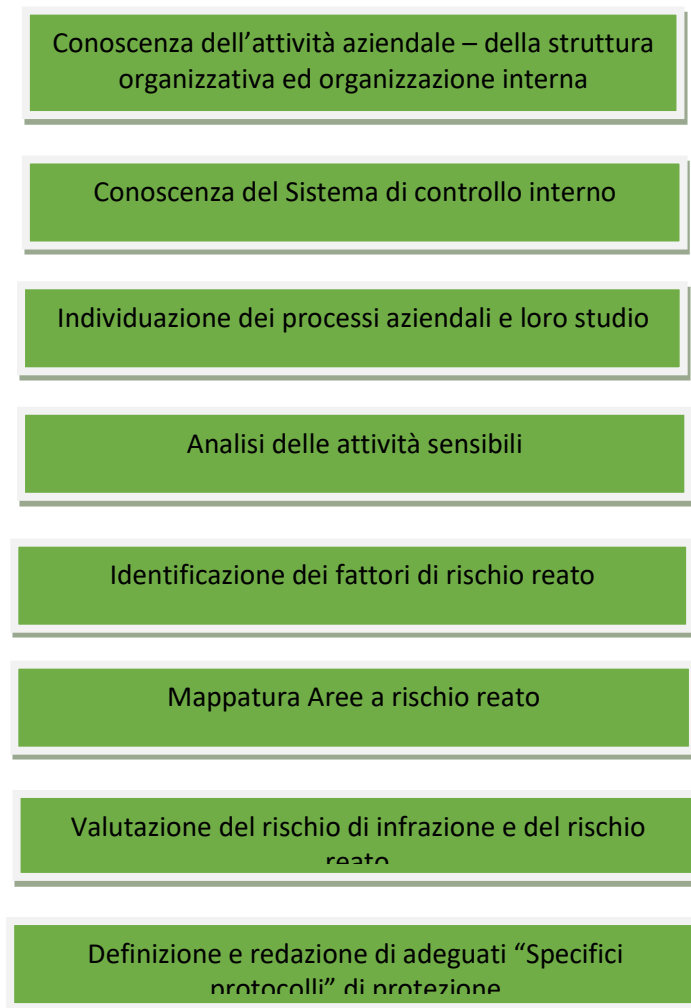 Conoscenza dell'attività aziendale – della struttura
organizzativa ed organizzazione interna
Conoscenza del Sistema di controllo interno
Individuazione dei processi aziendali e loro studio
Analisi delle attività sensibili
Identificazione dei fattori di rischio reato
Mappatura Aree a rischio reato
Valutazione del rischio di infrazione e del rischio
reato
Definizione e redazione di adeguati “Specifici
protocolli” di protezione